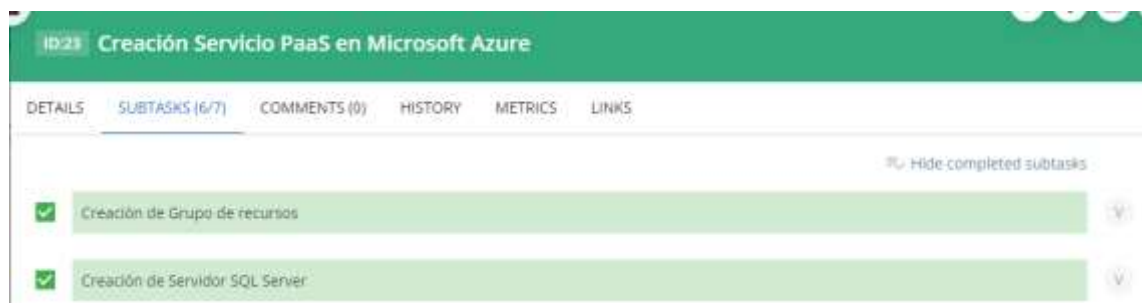 ID:23 Creación Servicio PaaS en Microsoft Azure
DETAILS SUBTASKS (6/7) COMMENTS (0) HISTORY METRICS LINKS
Hide completed subtasks
Creación de Grupo de recursos
V
Creación de Servidor SQL Server
V